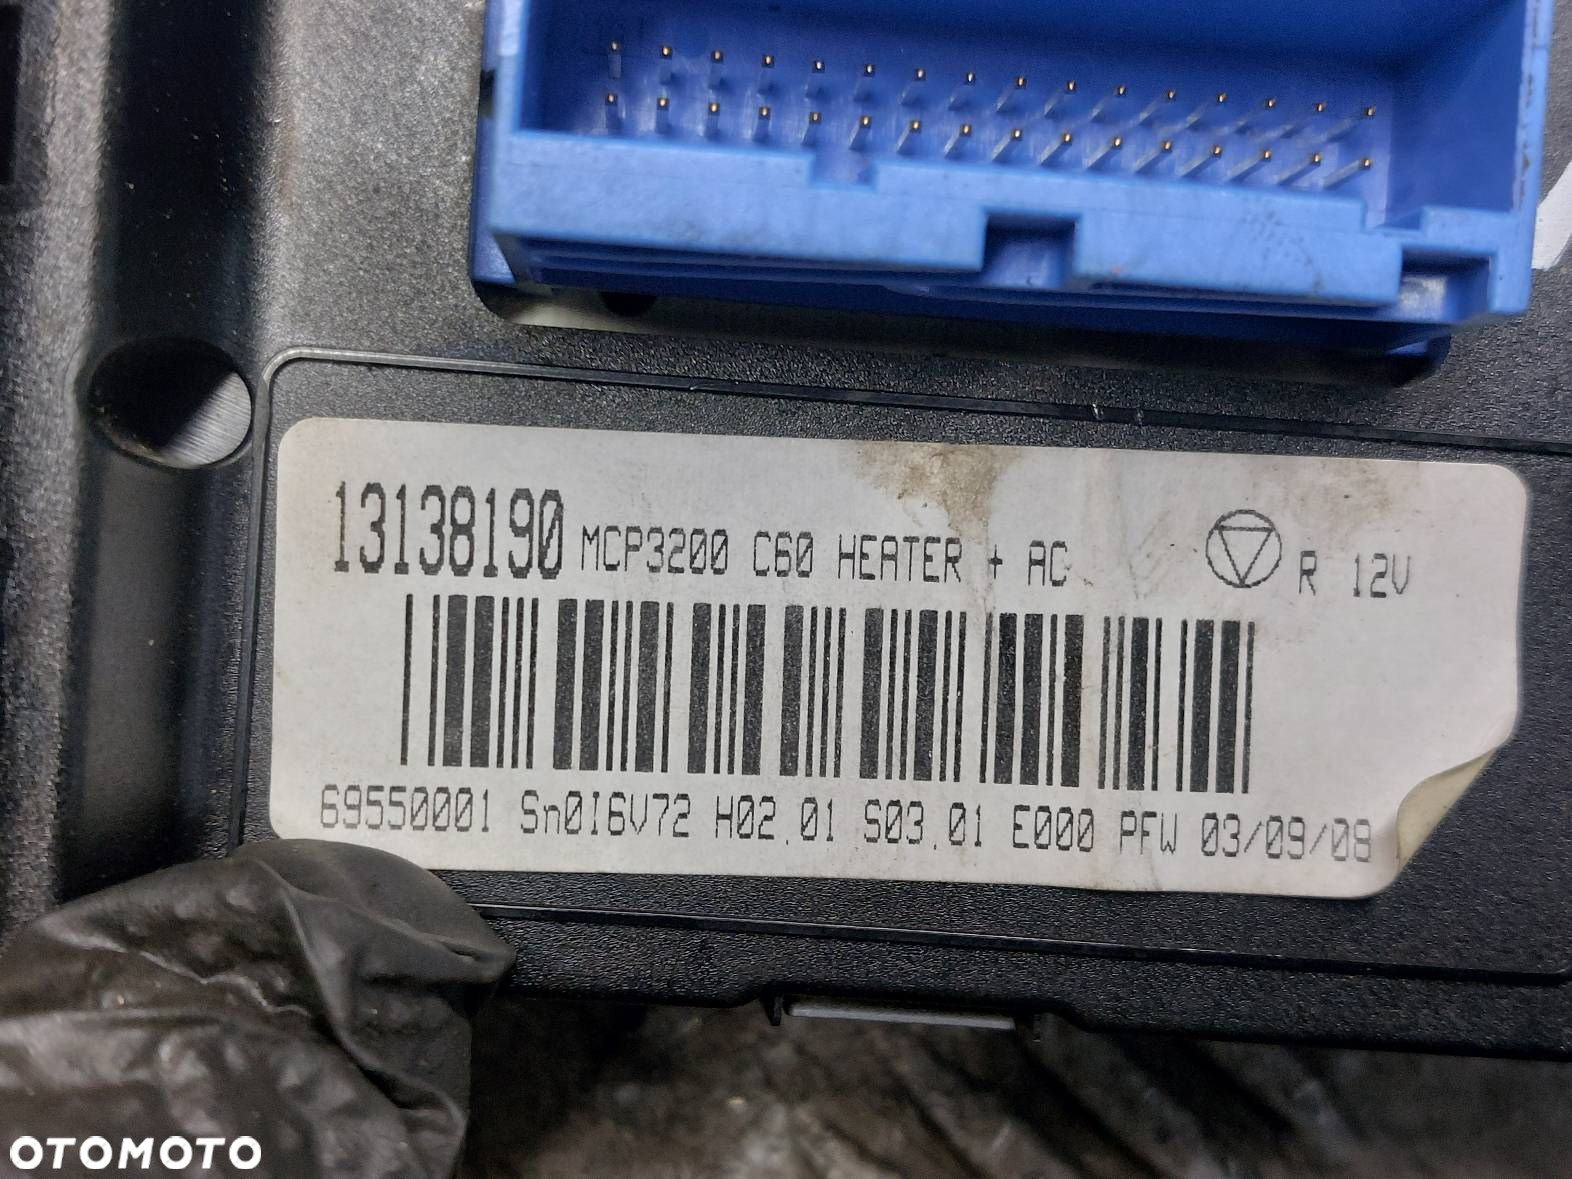 13138190 MCP3200 C60 HEATER + AC R 12V
69550001 Sn0I6V72 H02.01 S03.01 E000 PFW 03/09/08
OTOMOTO